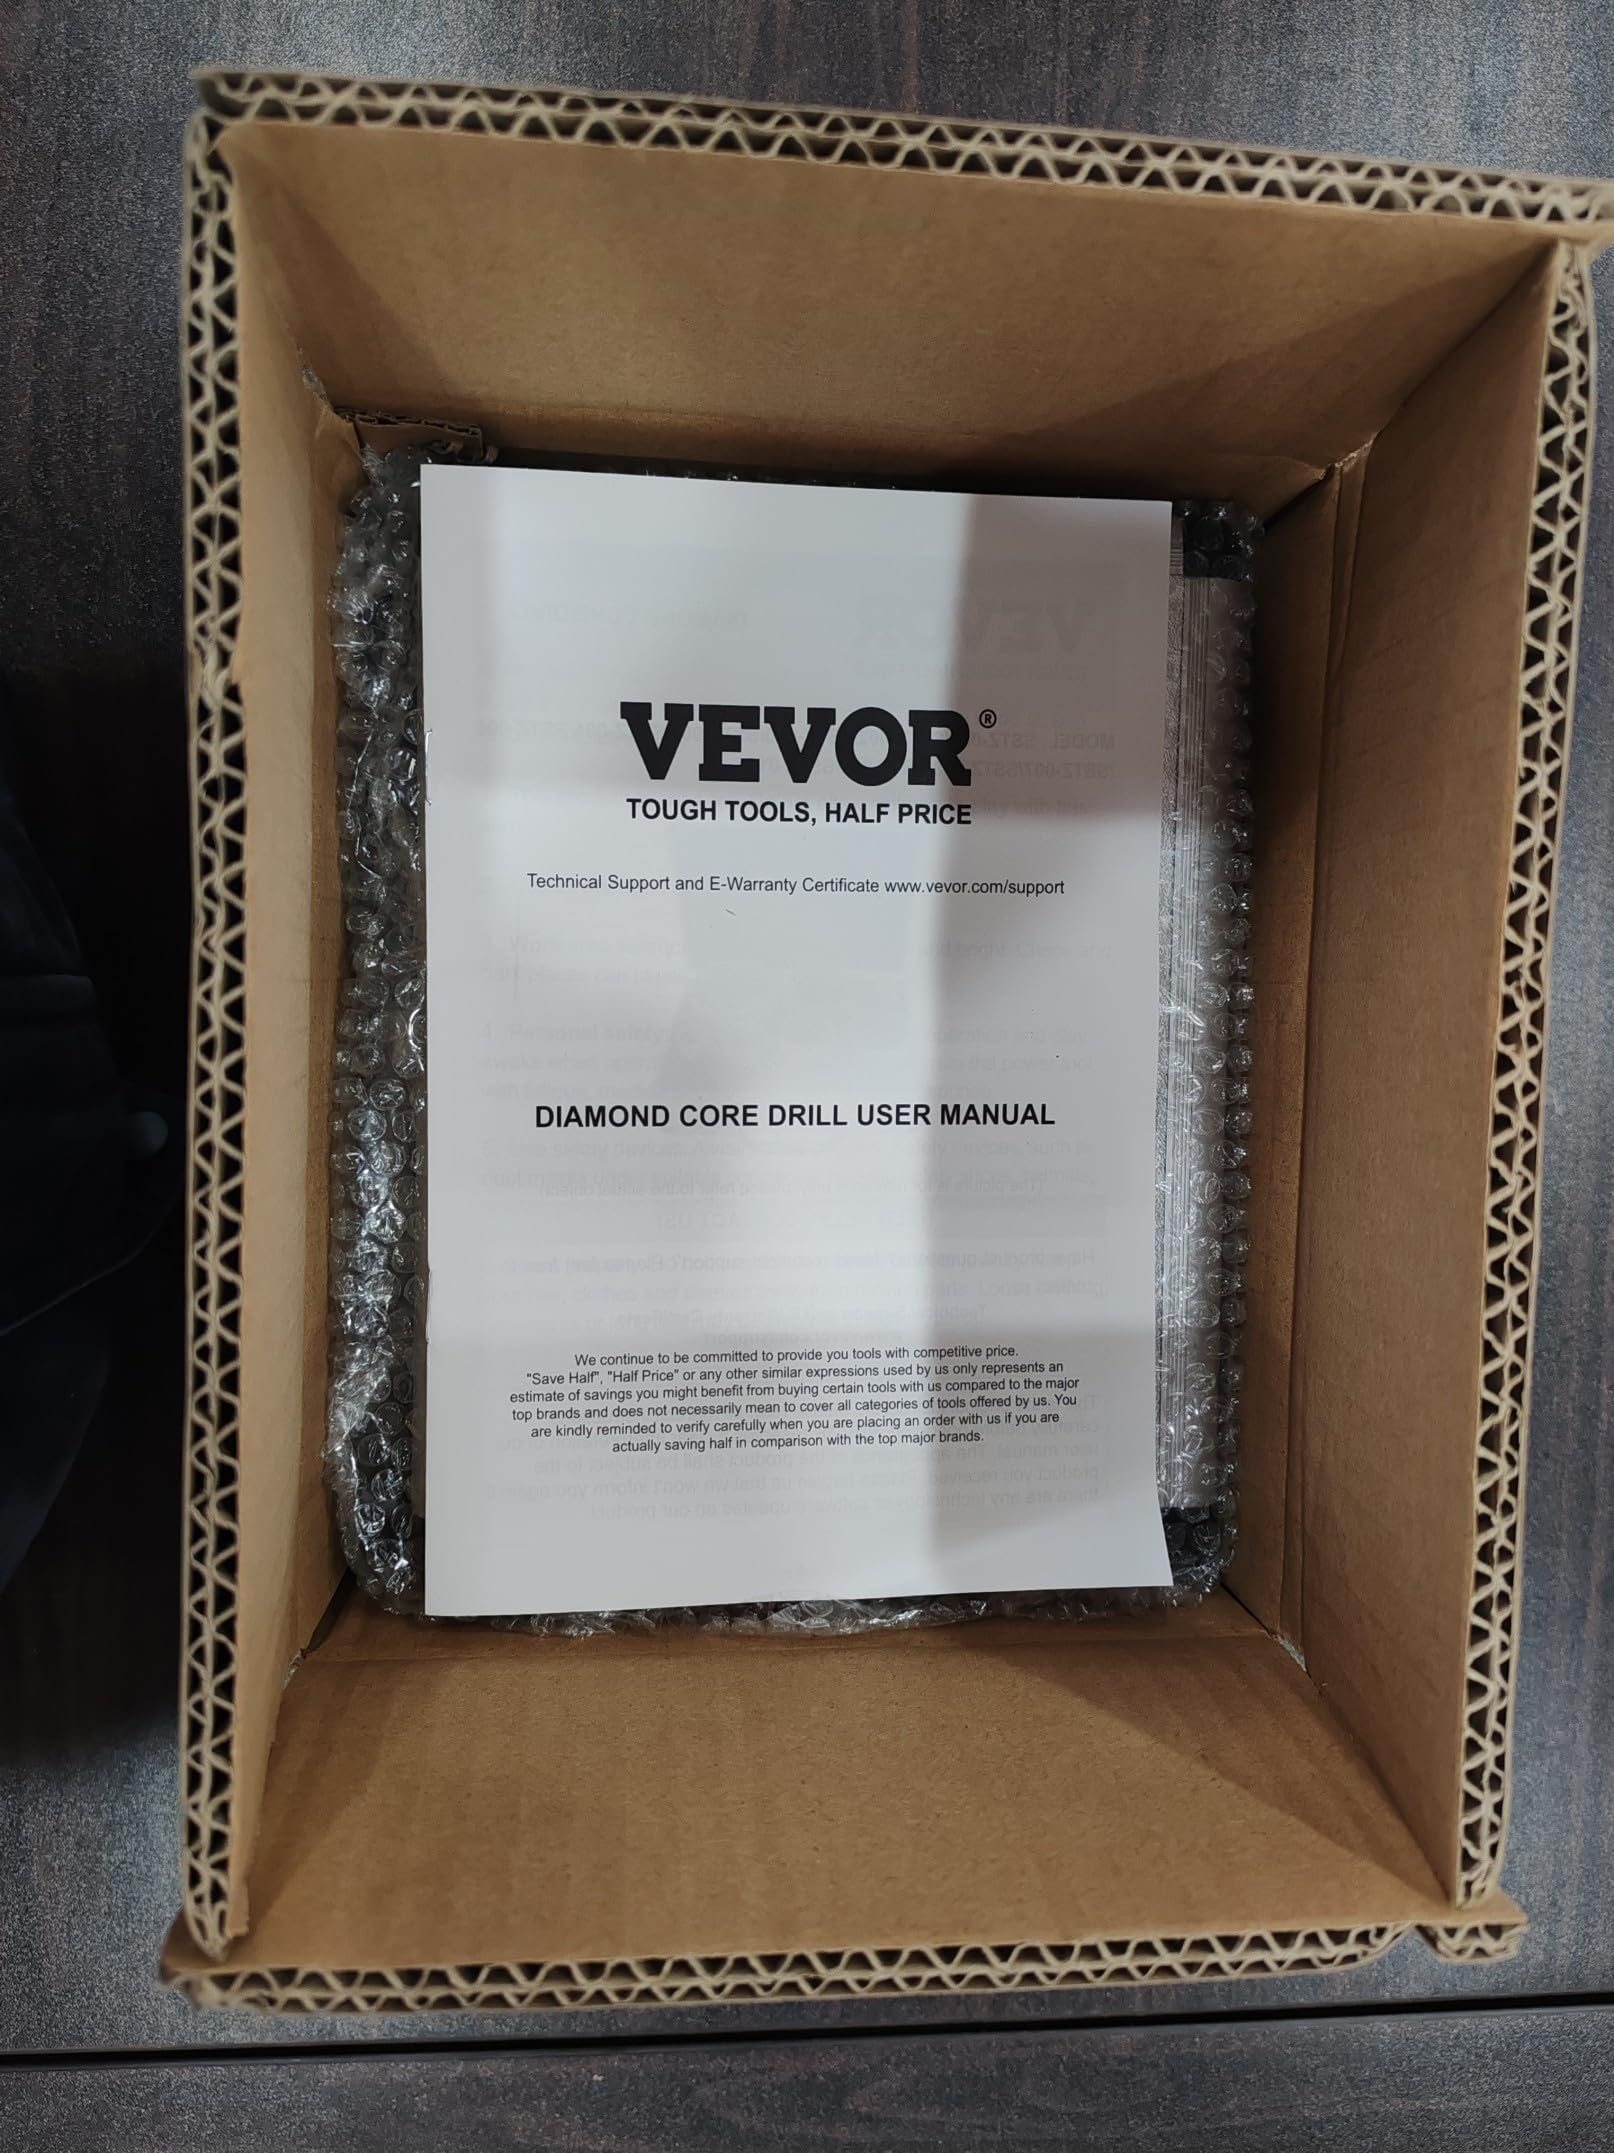 VEVOR®
TOUGH TOOLS, HALF PRICE
Technical Support and E-Warranty Certificate www.vevor.com/support
DIAMOND CORE DRILL USER MANUAL
We continue to be committed to provide you tools with competitive price.
"Save Half", "Half Price" or any other similar expressions used by us only represents an
estimate of savings you might benefit from buying certain tools with us compared to the major
top brands and does not necessarily mean to cover all categories of tools offered by us. You
are kindly reminded to verify carefully when you are placing an order with us if you are
actually saving half in comparison with the top major brands.